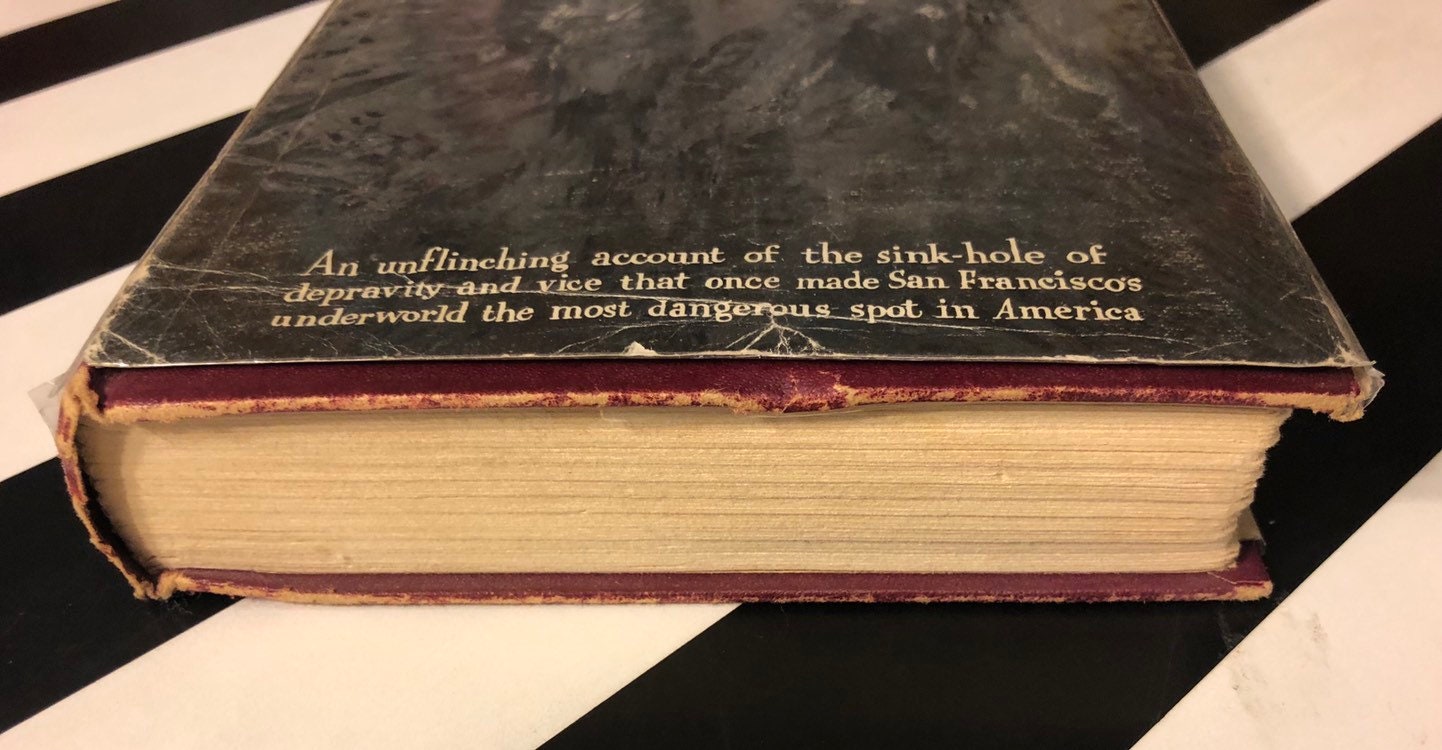 An unflinching account of the sink-hole of
depravity and vice that once made San Francisco's
underworld the most dangerous spot in America